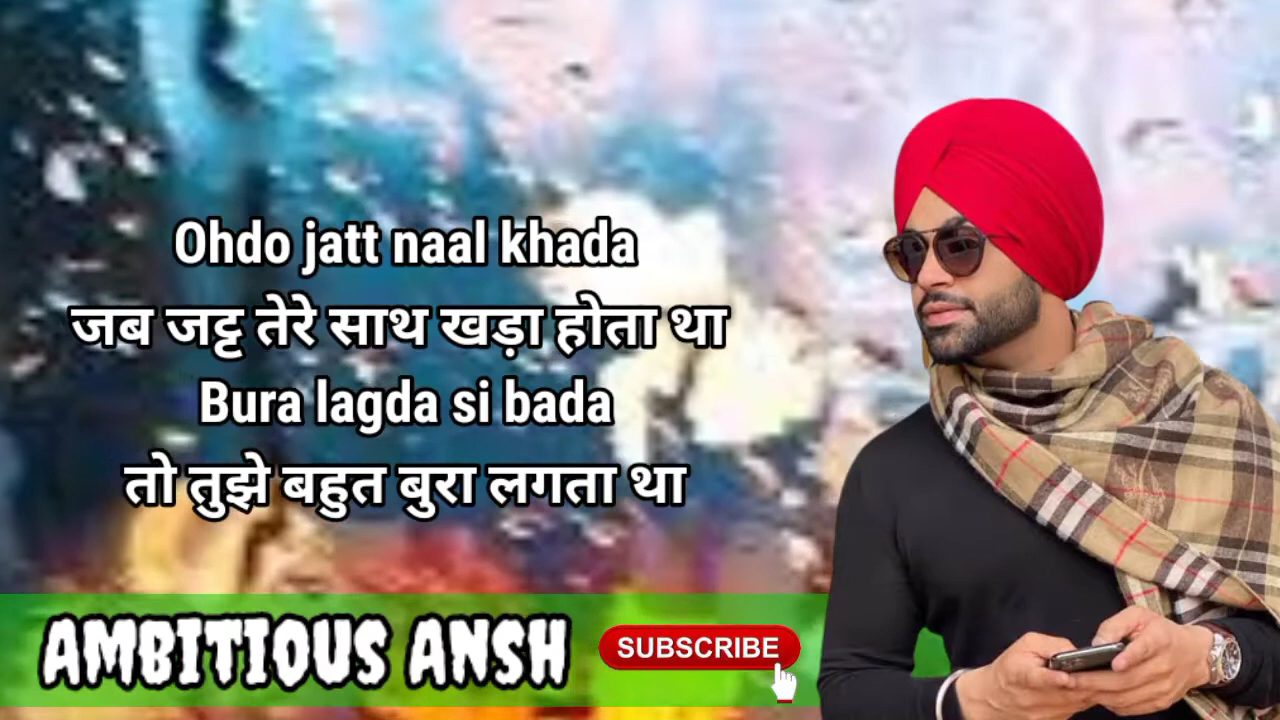 Ohdo jatt naal khada
जब जट्ट तेरे साथ खड़ा होता था
Bura lagda si bada
तो तुझे बहुत बुरा लगता था
AMBITIOUS ANSH
SUBSCRIBE